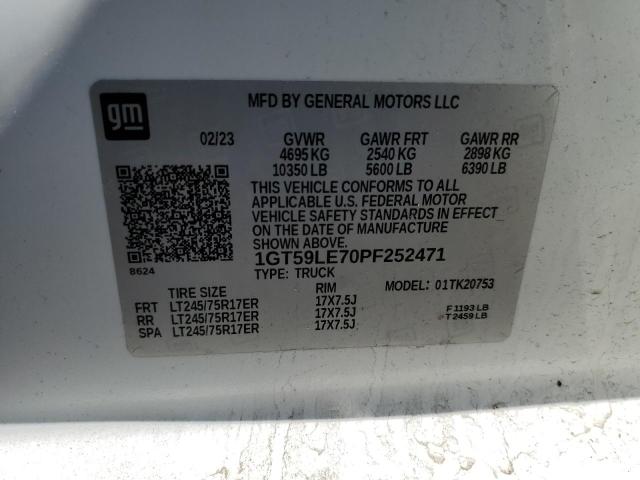 gm
MFD BY GENERAL MOTORS LLC
02/23 GVWR GAWR FRT GAWR RR
4695 KG 2540 KG 2898 KG
10350 LB 5600 LB 6390 LB
THIS VEHICLE CONFORMS TO ALL
APPLICABLE U.S. FEDERAL MOTOR
VEHICLE SAFETY STANDARDS IN EFFECT
ON THE DATE OF MANUFACTURE
SHOWN ABOVE.
8624
1GT59LE70PF252471
TYPE: TRUCK MODEL: 01TK20753
TIRE SIZE RIM
FRT LT245/75R17ER 17X7.5J F1193 LB
RR LT245/75R17ER 17X7.5J T2459 LB
SPA LT245/75R17ER 17X7.5J